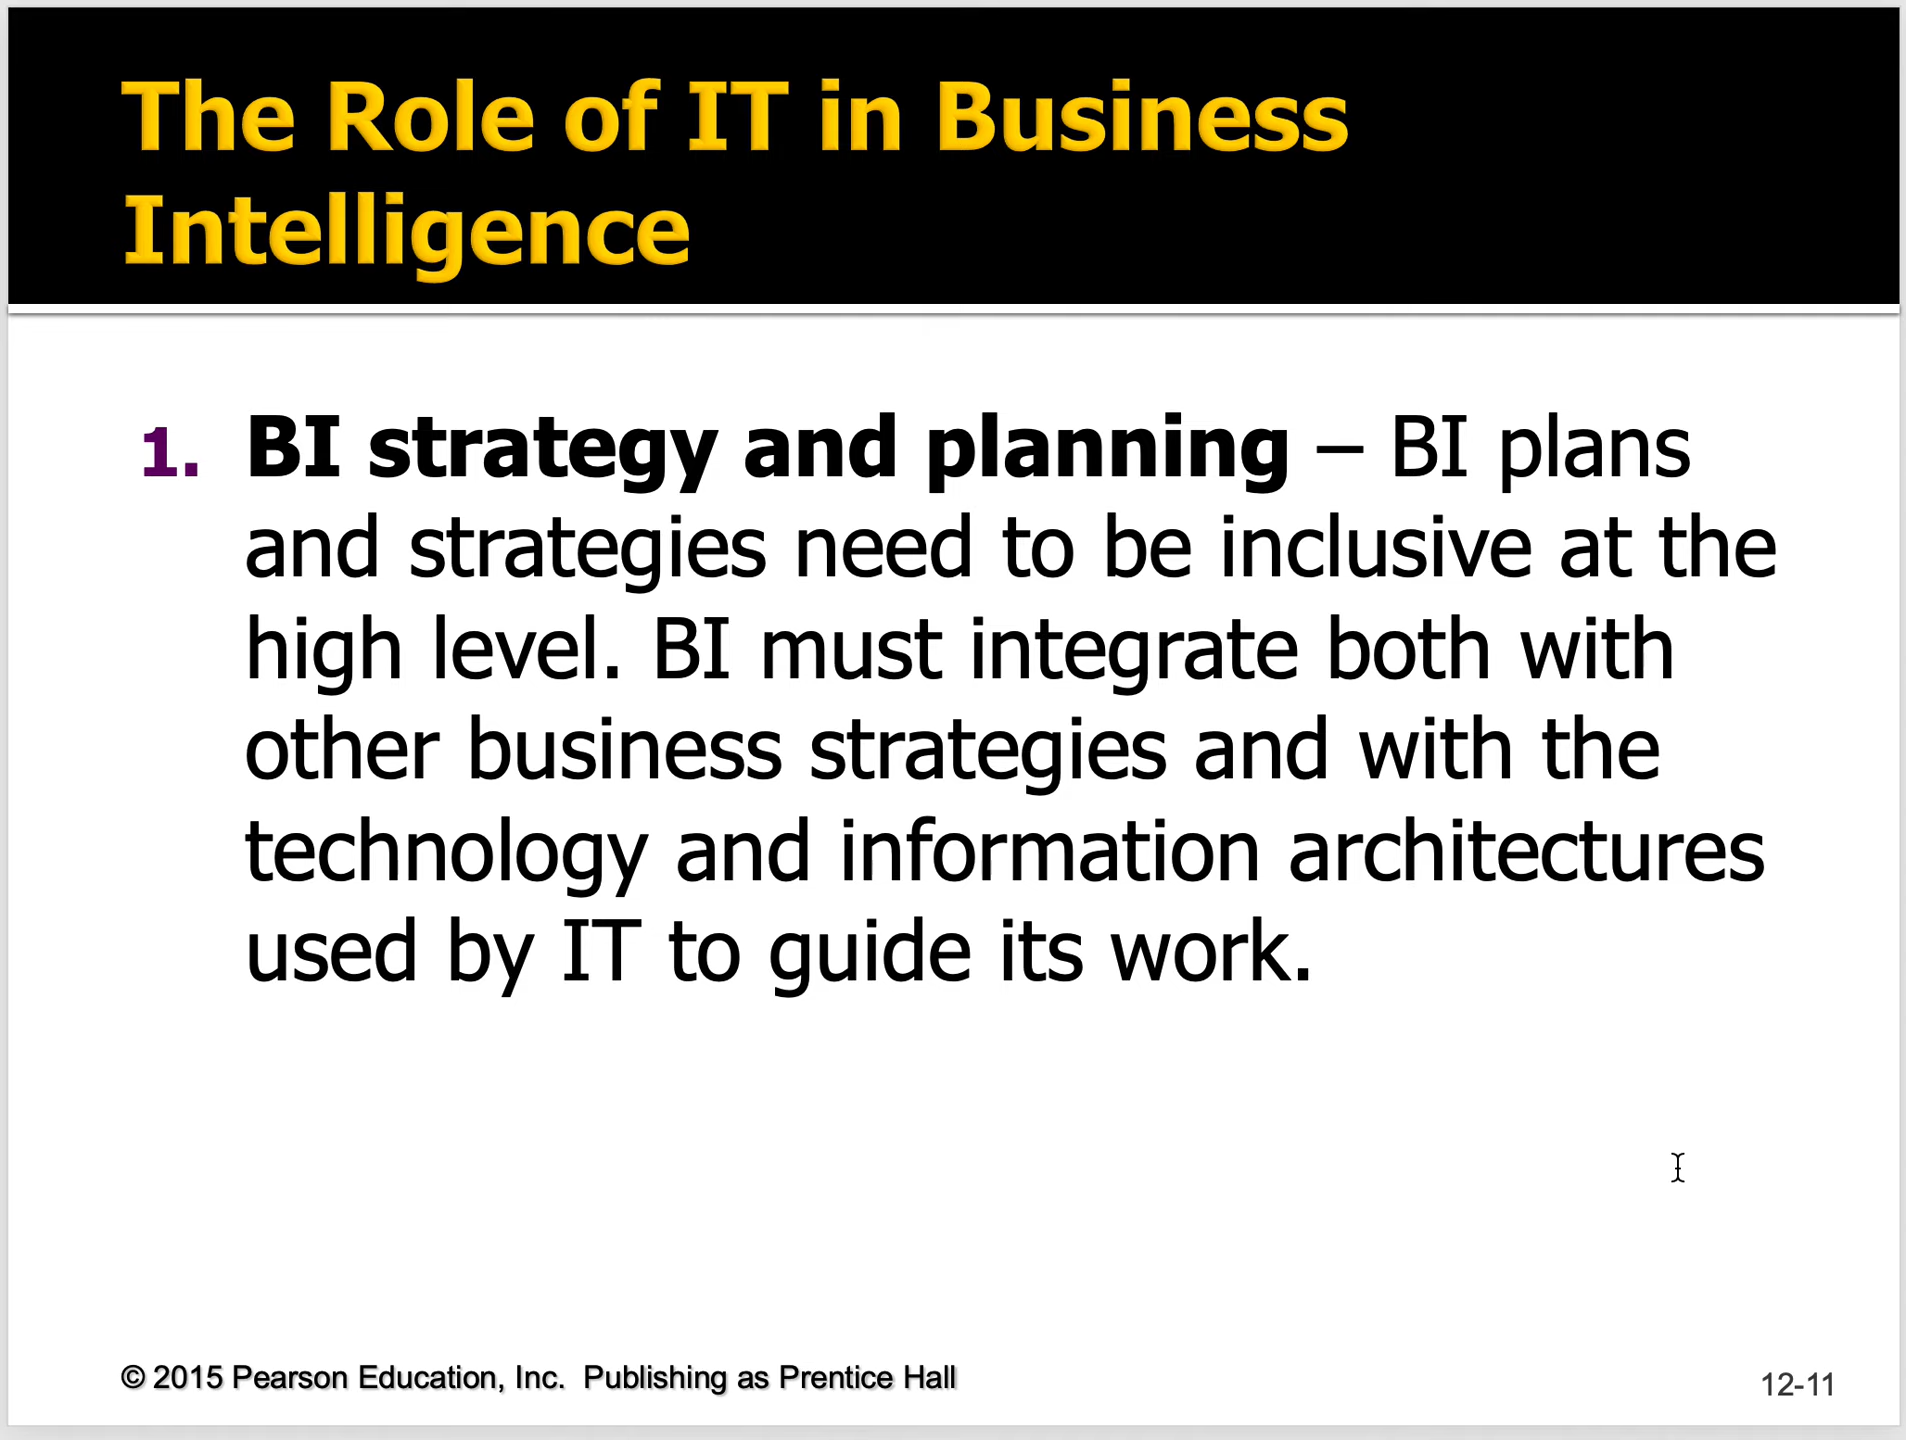 The Role of IT in Business
Intelligence
1. BI strategy and planning – BI plans
and strategies need to be inclusive at the
high level. BI must integrate both with
other business strategies and with the
technology and information architectures
used by IT to guide its work.
© 2015 Pearson Education, Inc.  Publishing as Prentice Hall
12-11